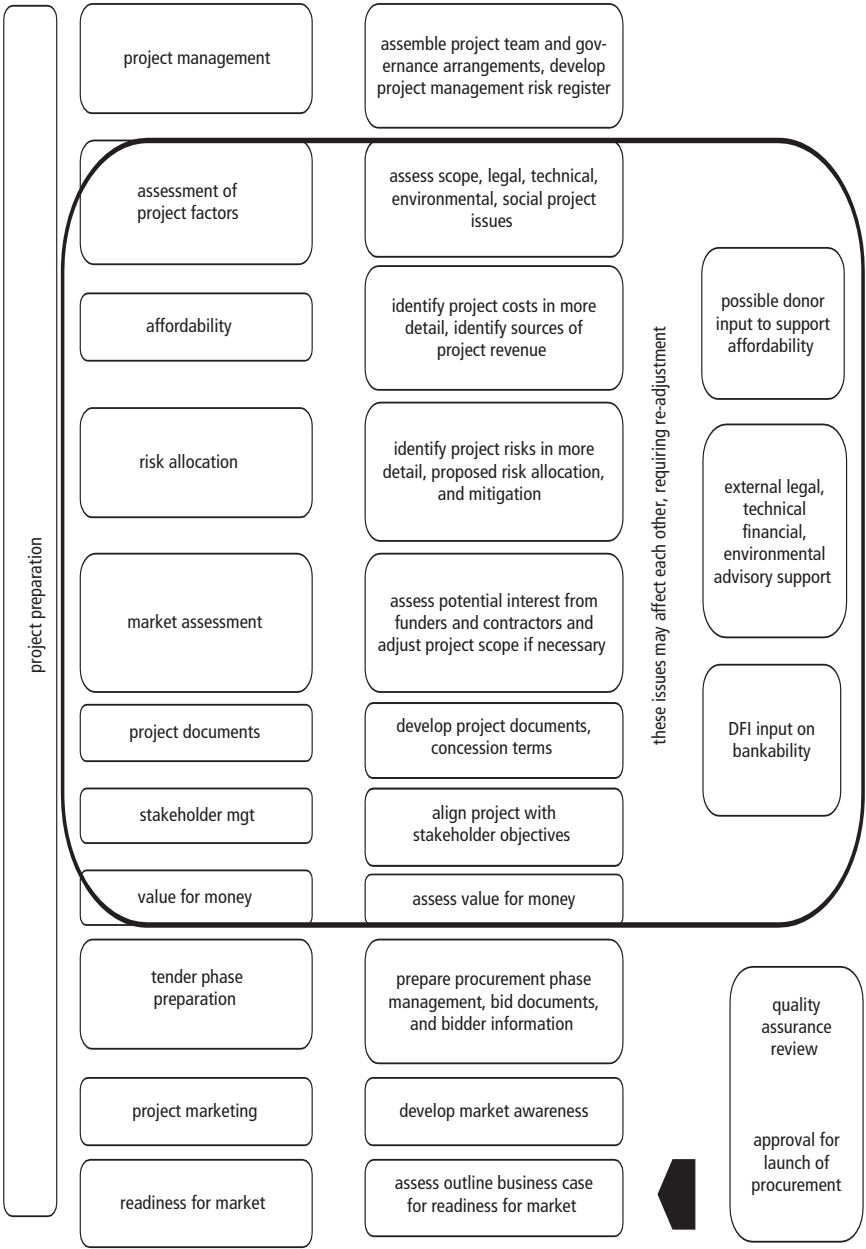 project preparation
project management
assemble project team and gov-
ernance arrangements, develop
project management risk register
assessment of
project factors
assess scope, legal, technical,
environmental, social project
issues
affordability
identify project costs in more
detail, identify sources of
project revenue
risk allocation
identify project risks in more
detail, proposed risk allocation,
and mitigation
market assessment
assess potential interest from
funders and contractors and
adjust project scope if necessary
project documents
develop project documents,
concession terms
stakeholder mgt
align project with
stakeholder objectives
value for money
assess value for money
these issues may affect each other, requiring re-adjustment
possible donor
input to support
affordability
external legal,
technical
financial,
environmental
advisory support
DFI input on
bankability
tender phase
preparation
prepare procurement phase
management, bid documents,
and bidder information
project marketing
develop market awareness
readiness for market
assess outline business case
for readiness for market
quality
assurance
review
approval for
launch of
procurement